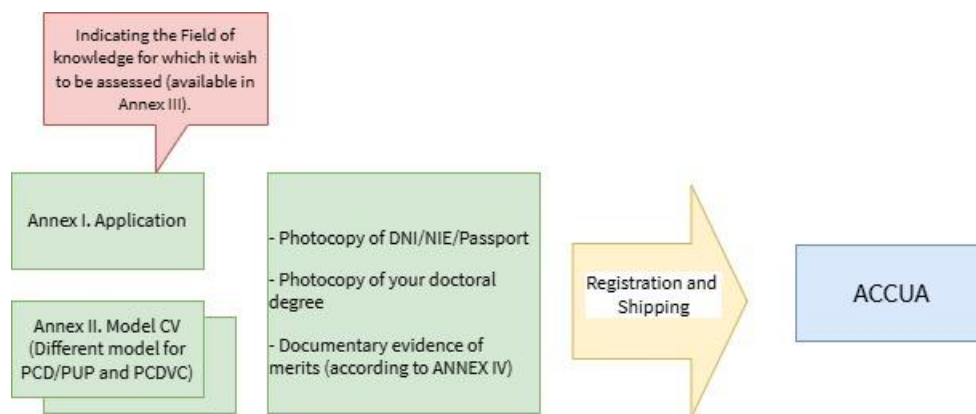 Indicating the Field of
knowledge for which it wish
to be assessed (available in
Annex III).
Annex I. Application
Annex II. Model CV
(Different model for
PCD/PUP and PCDVC)
- Photocopy of DNI/NIE/Passport
- Photocopy of your doctoral
degree
- Documentary evidence of
merits (according to ANNEX IV)
Registration and
Shipping
ACCUA